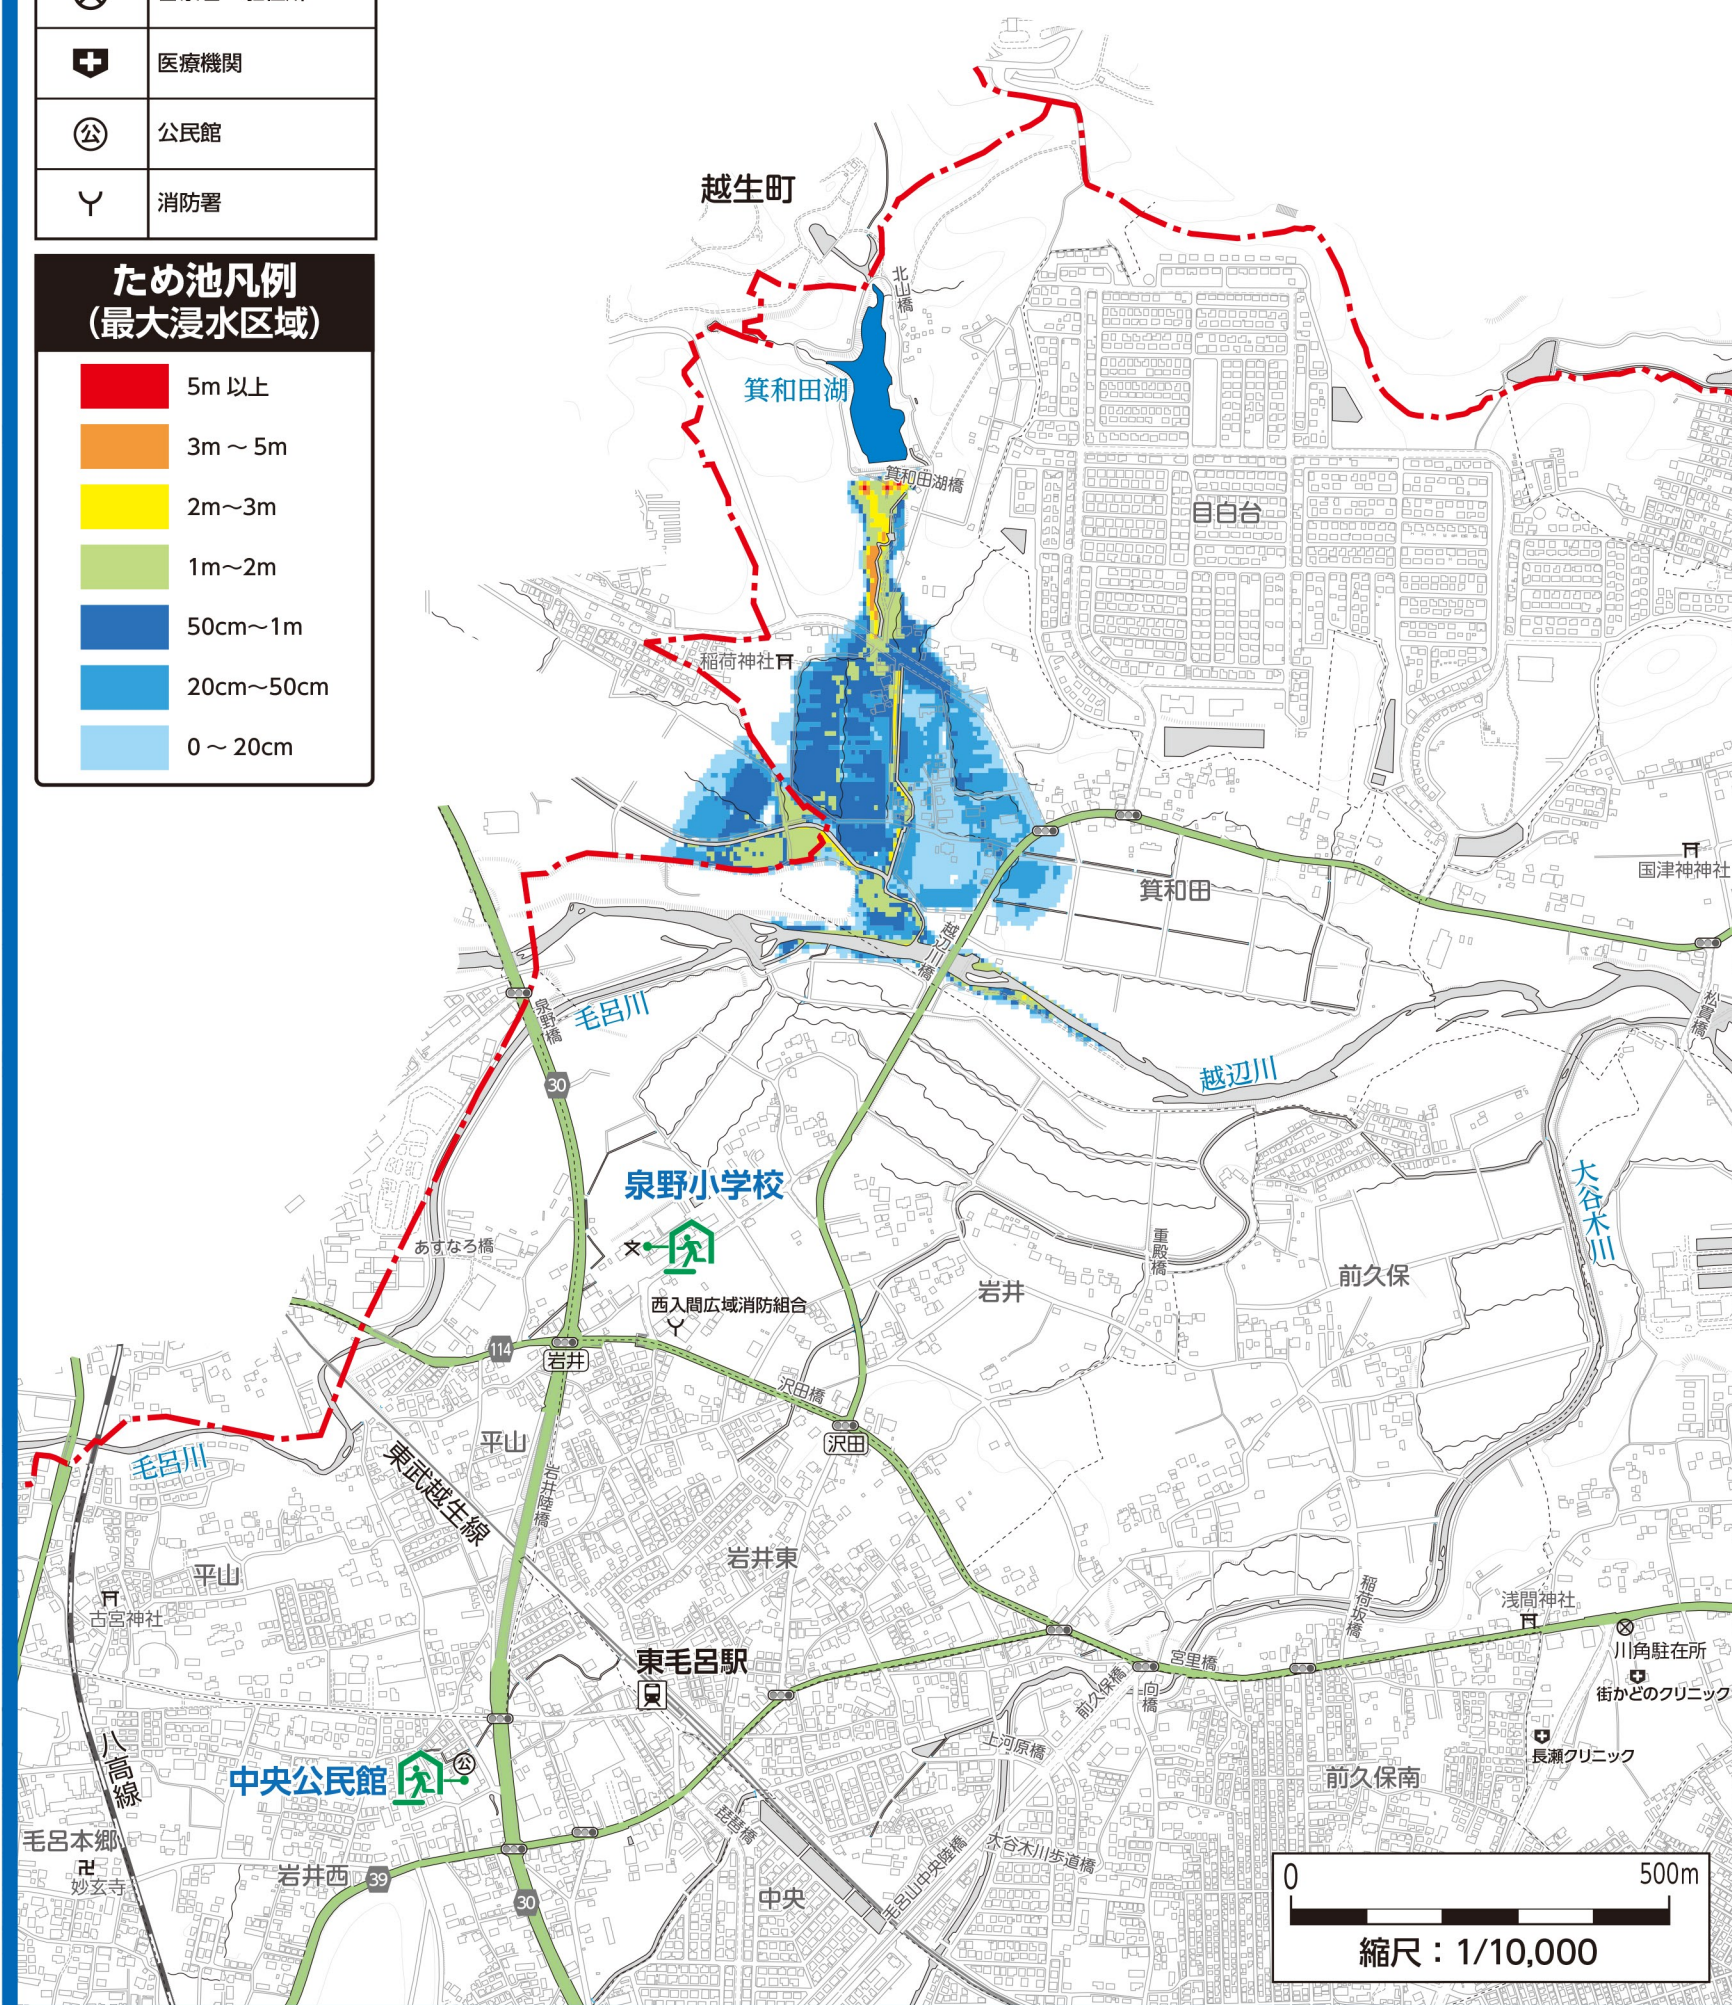 医療機関
公民館
消防署
ため池凡例
（最大浸水区域）
5m 以上
3m ～ 5m
2m～3m
1m～2m
50cm～1m
20cm～50cm
0 ～ 20cm
越生町
北山橋
箕和田湖
箕和田湖橋
目白台
稲荷神社
国津神神社
箕和田
越辺川橋
松貫橋
泉野橋
毛呂川
30
越辺川
大谷木川
泉野小学校
文
あすなろ橋
重殿橋
岩井
前久保
西入間広域消防組合
114
岩井
沢田橋
沢田
平山
毛呂川
東武越生線
岩井陸橋
岩井東
平山
古宮神社
稲荷坂橋
浅間神社
川角駐在所
街かどのクリニック
東毛呂駅
宮里橋
前久保橋
向橋
上河原橋
長瀬クリニック
八高線
中央公民館
公
前久保南
毛呂本郷
妙玄寺
岩井西
39
30
琵琶橋
大谷木川歩道橋
毛呂山中央陸橋
中央
0 500m
縮尺：1/10,000